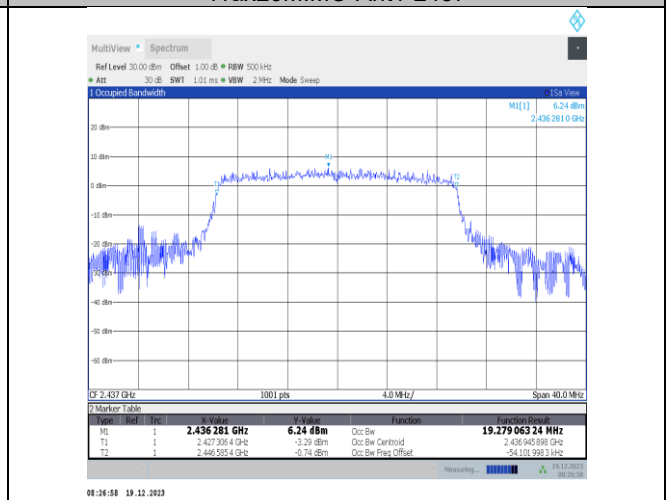 MultiView Spectrum
Ref Level 30.00 dBm Offset 1.00 dB RBW 500 kHz
Att 30 dB SWT 1.01 ms VBW 2 MHz Mode Sweep
1 Occupied Bandwidth 1Sa View
M1[1] 6.24 dBm
2.436 281 0 GHz
20 dBm
10 dBm
M1
T1
T2
0 dBm
-10 dBm
-20 dBm
-30 dBm
-40 dBm
-50 dBm
-60 dBm
CF 2.437 GHz 1001 pts 4.0 MHz/ Span 40.0 MHz
2 Marker Table
Type Ref Trc X-Value Y-Value Function Function Result
M1 1 2.436 281 GHz 6.24 dBm Occ Bw 19.279 063 24 MHz
T1 1 2.427 306 4 GHz -3.29 dBm Occ Bw Centroid 2.436 945 898 GHz
T2 1 2.446 585 4 GHz -0.74 dBm Occ Bw Freq Offset -54.101 998 3 kHz
Measuring... 19.12.2023
08:26:58
08:26:58 19.12.2023